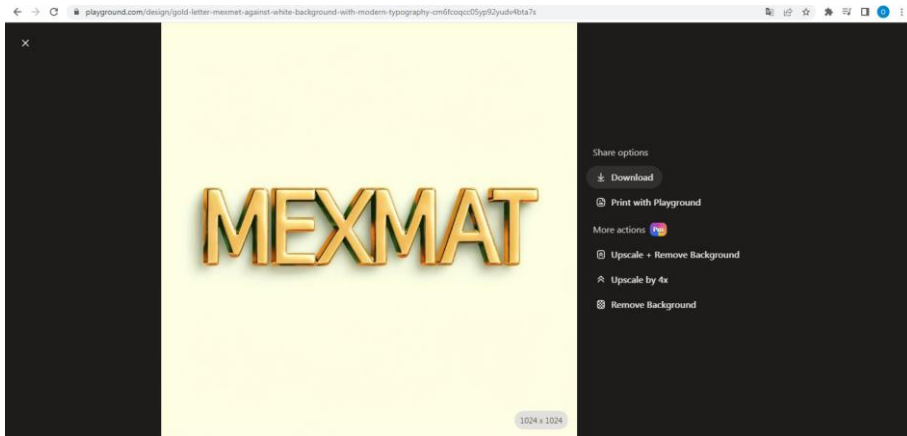 playground.com/design/gold-letter-mexmet-against-white-background-with-modern-typography-cm6fcoqcc05yp92yudv4bta7s
O
MEXMAT
1024 x 1024
Share options
Download
Print with Playground
More actions Pro
Upscale + Remove Background
Upscale by 4x
Remove Background